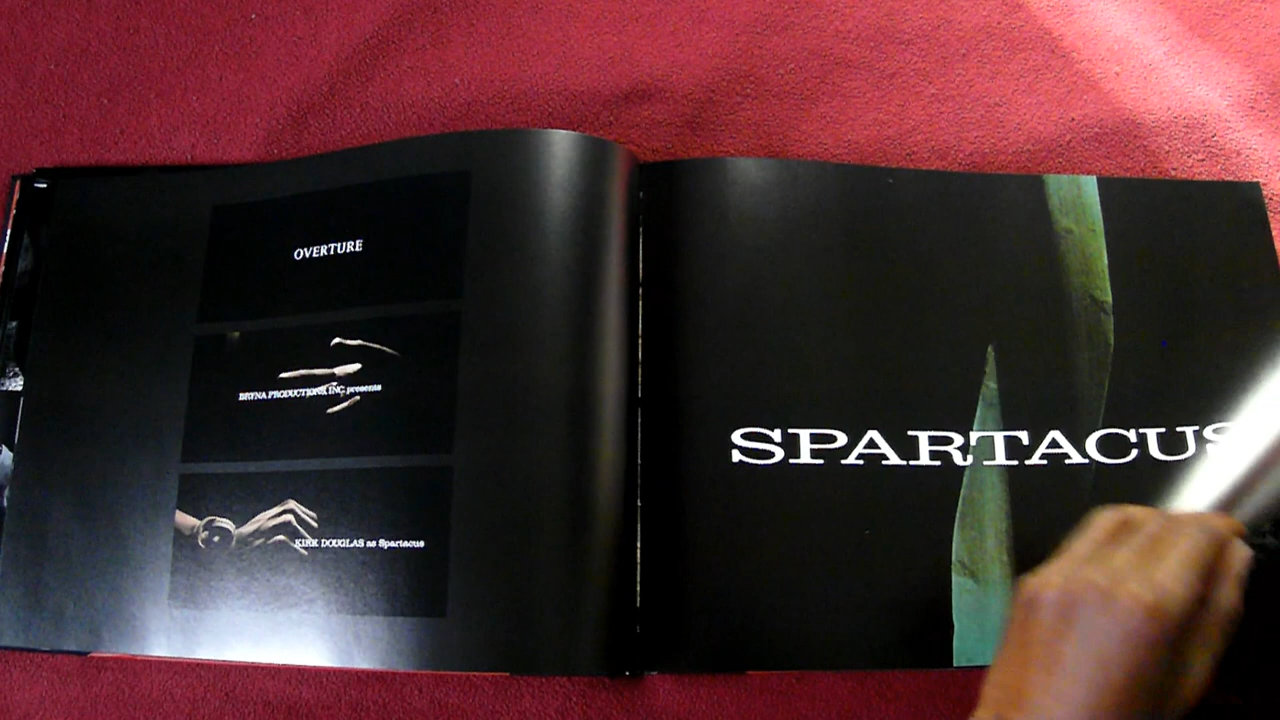 OVERTURE
BRYNA PRODUCTIONS, INC. presents
KIRK DOUGLAS as Spartacus
SPARTACUS